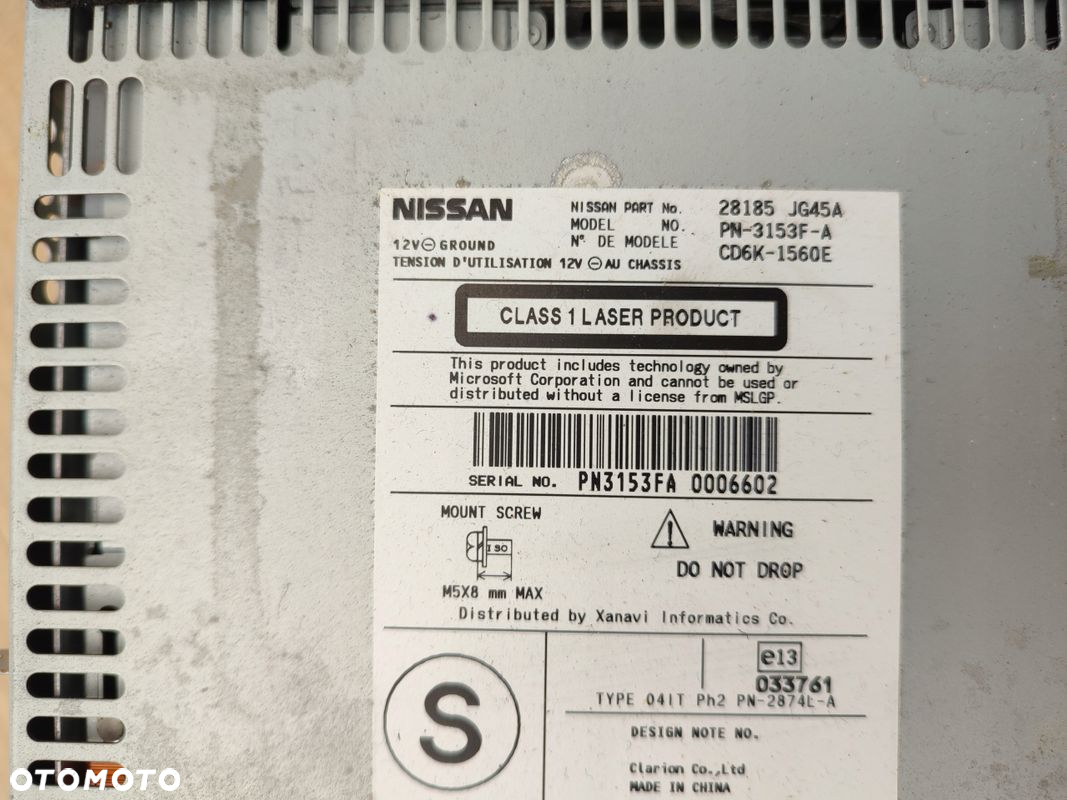 NISSAN
NISSAN PART No. 28185 JG45A
MODEL NO. PN-3153F-A
Nº DE MODELE CD6K-1560E
12V⊖GROUND
TENSION D'UTILISATION 12V ⊖AU CHASSIS
CLASS 1 LASER PRODUCT
This product includes technology owned by
Microsoft Corporation and cannot be used or
distributed without a license from MSLGP.
SERIAL NO. PN3153FA 0006602
MOUNT SCREW
ISO
M5X8 mm MAX
WARNING
DO NOT DROP
Distributed by Xanavi Informatics Co.
S
e13
033761
TYPE 04IT Ph2 PN-2874L-A
DESIGN NOTE NO.
Clarion Co.,Ltd
MADE IN CHINA
OTOMOTO